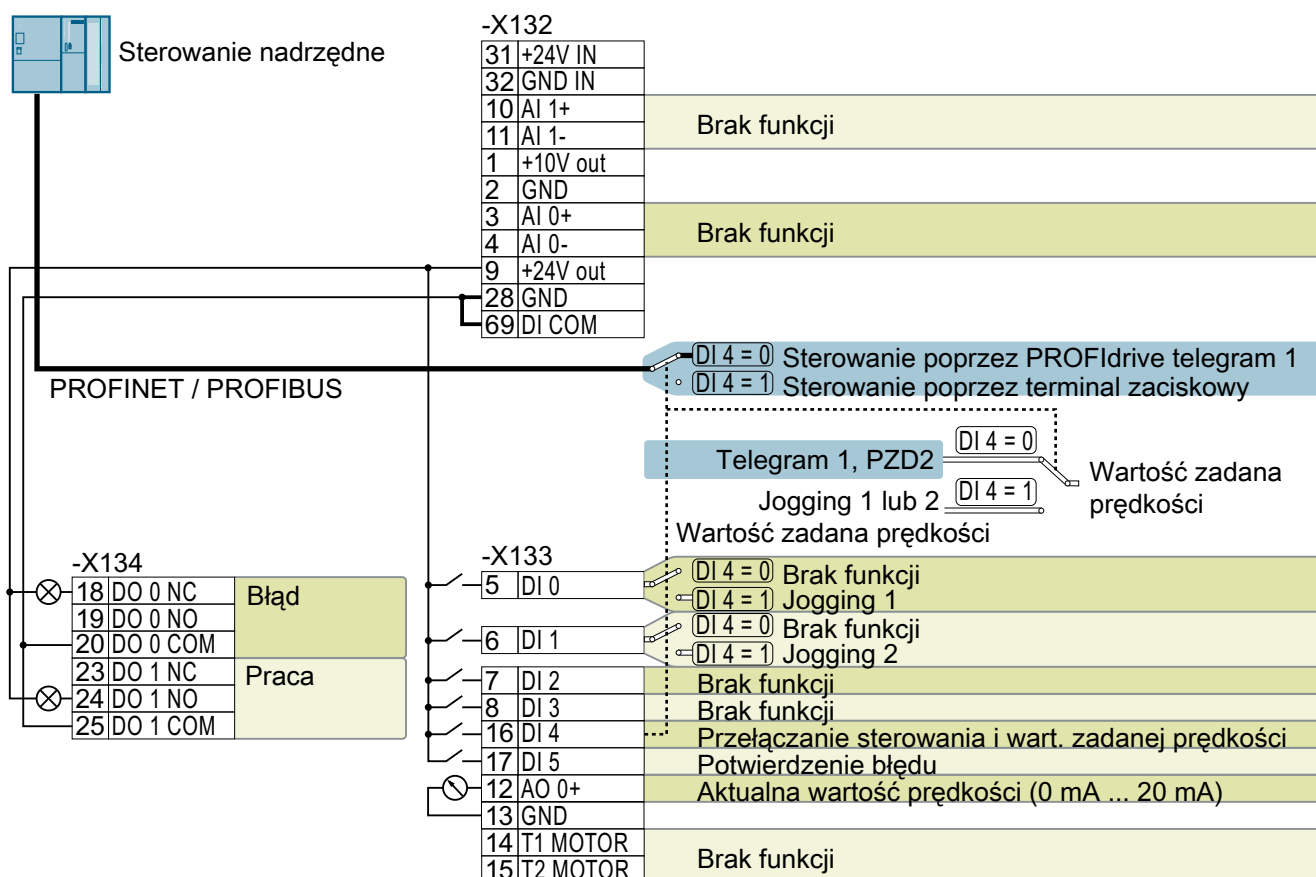 Sterowanie nadrzędne
-X132
31 +24V IN
32 GND IN
10 AI 1+
11 AI 1-
Brak funkcji
1 +10V out
2 GND
3 AI 0+
4 AI 0-
Brak funkcji
9 +24V out
28 GND
69 DI COM
PROFINET / PROFIBUS
DI 4 = 0 Sterowanie poprzez PROFIdrive telegram 1
DI 4 = 1 Sterowanie poprzez terminal zaciskowy
Telegram 1, PZD2 DI 4 = 0
Jogging 1 lub 2 DI 4 = 1
Wartość zadana
prędkości
Wartość zadana prędkości
-X134
18 DO 0 NC
19 DO 0 NO
20 DO 0 COM
Błąd
23 DO 1 NC
24 DO 1 NO
25 DO 1 COM
Praca
-X133
5 DI 0
DI 4 = 0 Brak funkcji
DI 4 = 1 Jogging 1
6 DI 1
DI 4 = 0 Brak funkcji
DI 4 = 1 Jogging 2
7 DI 2 Brak funkcji
8 DI 3 Brak funkcji
16 DI 4 Przełączanie sterowania i wart. zadanej prędkości
17 DI 5 Potwierdzenie błędu
12 AO 0+ Aktualna wartość prędkości (0 mA ... 20 mA)
13 GND
14 T1 MOTOR
15 T2 MOTOR
Brak funkcji